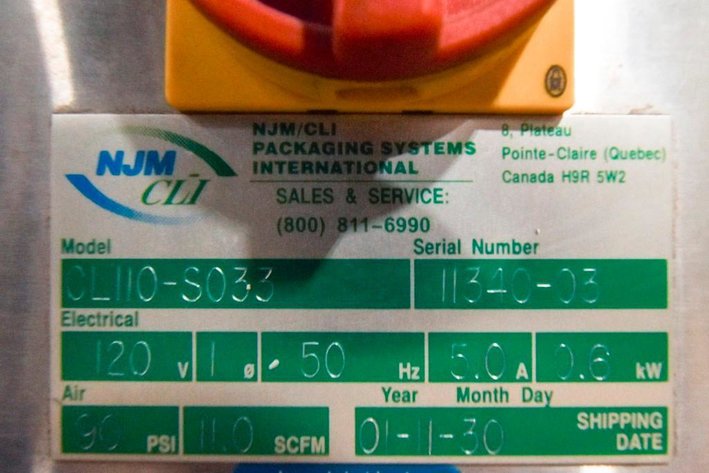 NJM
CLI
NJM/CLI
PACKAGING SYSTEMS
INTERNATIONAL
SALES & SERVICE:
(800) 811-6990
8, Plateau
Pointe-Claire (Quebec)
Canada H9R 5W2
Model
CL110-S033
Serial Number
11340-03
Electrical
120 V 1 ø 50 Hz 5.0 A 0.6 kW
Air
90 PSI 11.0 SCFM
Year Month Day
01-11-30 SHIPPING
DATE